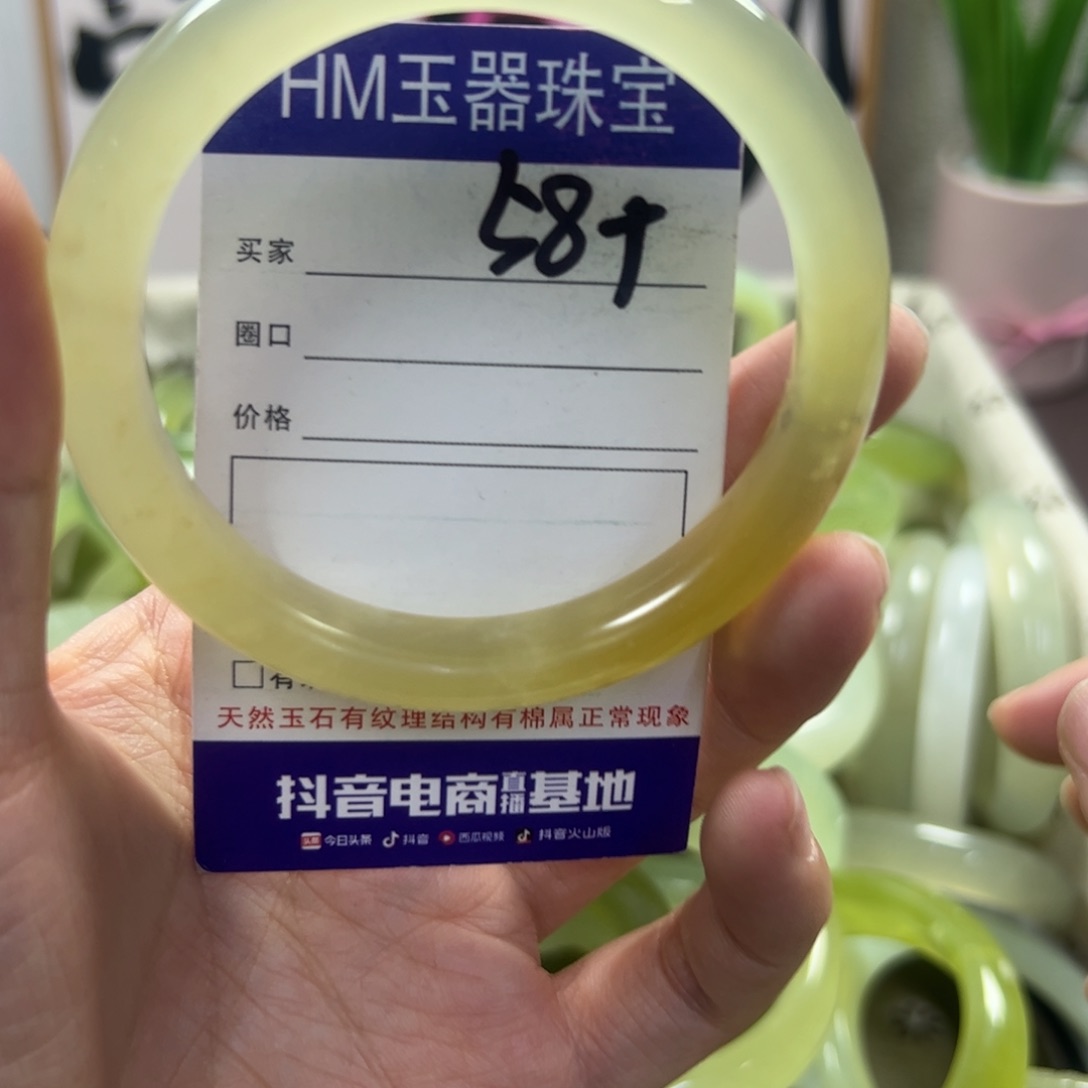 HM玉器珠宝
58+
买家
圈口
价格
天然玉石有纹理结构有棉属正常现象
抖音电商直播基地
头条 今日头条 抖音 西瓜视频 抖音火山版